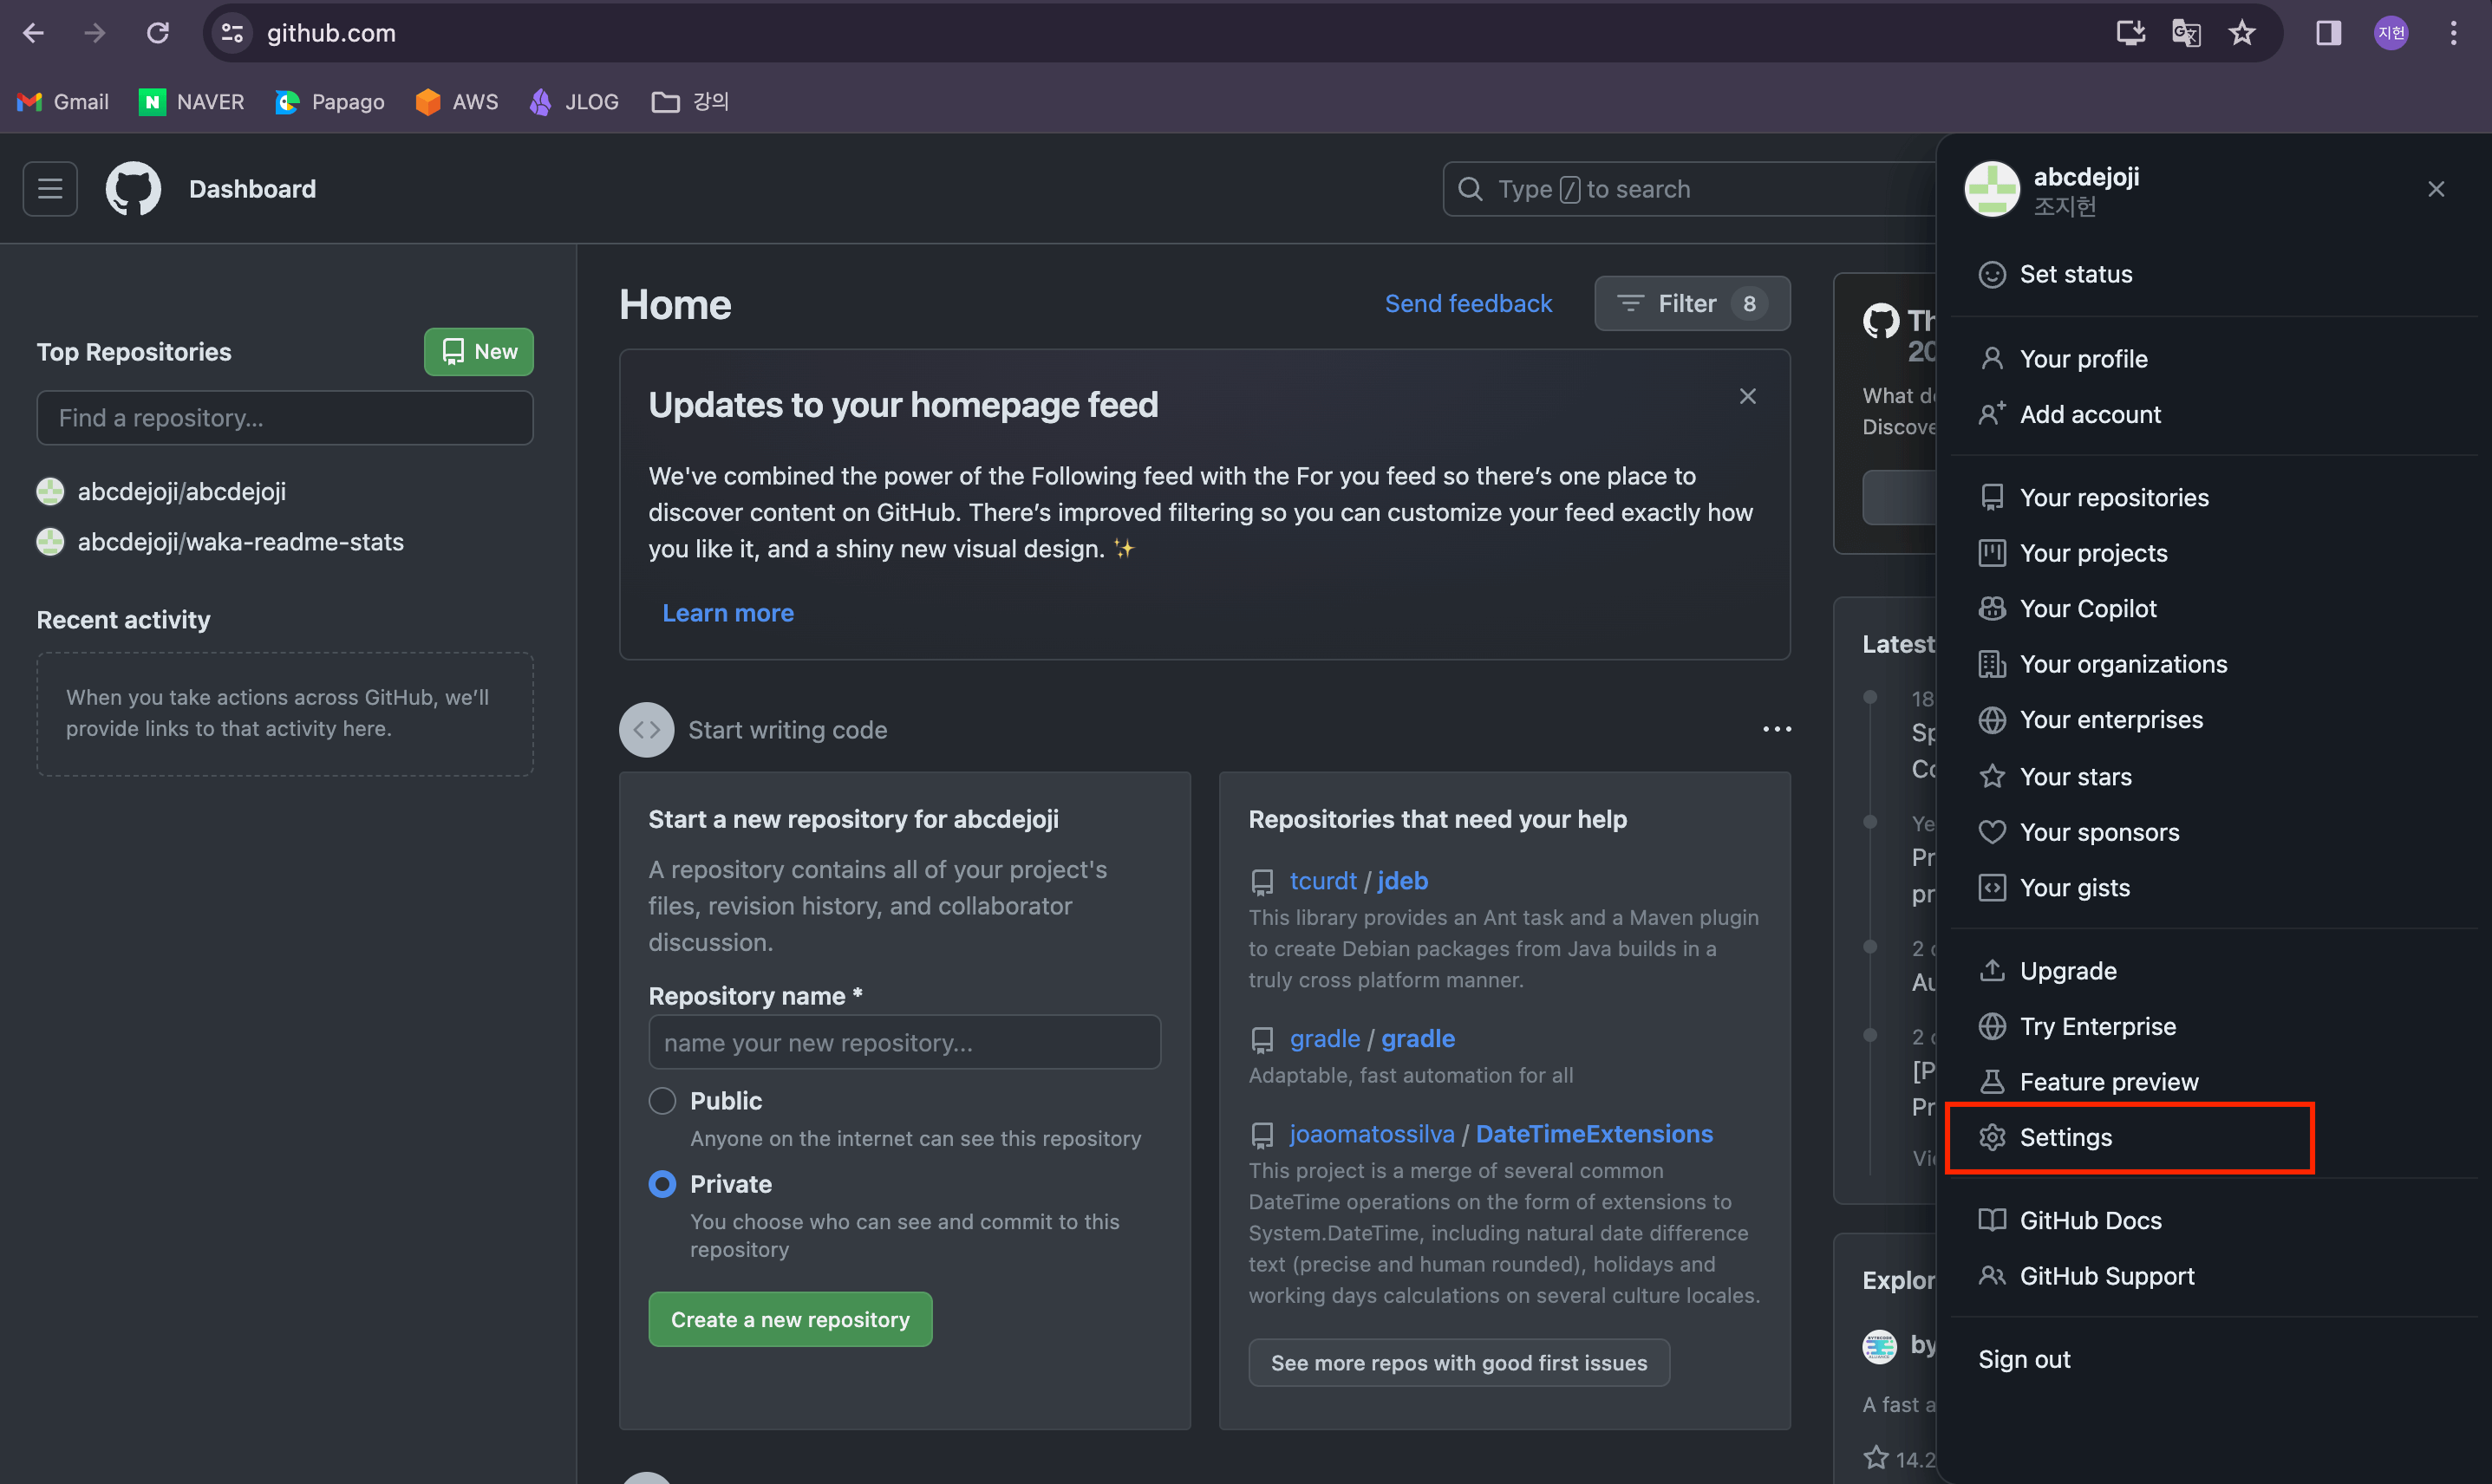 github.com
지헌
Gmail
NAVER
Papago
AWS
JLOG
강의
Dashboard
Type / to search
Top Repositories
New
Find a repository...
abcdejoji/abcdejoji
abcdejoji/waka-readme-stats
Recent activity
When you take actions across GitHub, we’ll
provide links to that activity here.
Home
Send feedback
Filter 8
Updates to your homepage feed
We've combined the power of the Following feed with the For you feed so there’s one place to
discover content on GitHub. There’s improved filtering so you can customize your feed exactly how
you like it, and a shiny new visual design. ✨
Learn more
Start writing code
Start a new repository for abcdejoji
A repository contains all of your project's
files, revision history, and collaborator
discussion.
Repository name *
name your new repository...
Public
Anyone on the internet can see this repository
Private
You choose who can see and commit to this
repository
Create a new repository
Repositories that need your help
tcurdt / jdeb
This library provides an Ant task and a Maven plugin
to create Debian packages from Java builds in a
truly cross platform manner.
gradle / gradle
Adaptable, fast automation for all
joaomatossilva / DateTimeExtensions
This project is a merge of several common
DateTime operations on the form of extensions to
System.DateTime, including natural date difference
text (precise and human rounded), holidays and
working days calculations on several culture locales.
See more repos with good first issues
What
Latest
18
2
2
A fast
14.2
abcdejoji
조지헌
Set status
Your profile
Add account
Your repositories
Your projects
Your Copilot
Your organizations
Your enterprises
Your stars
Your sponsors
Your gists
Upgrade
Try Enterprise
Feature preview
Settings
GitHub Docs
GitHub Support
Sign out